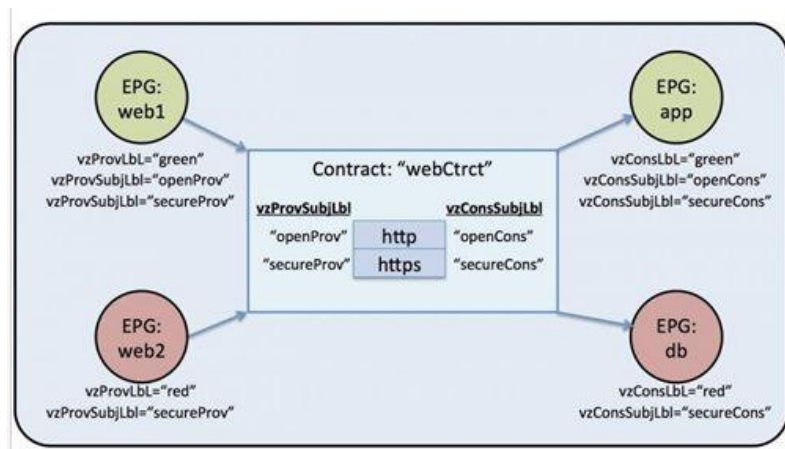 EPG:
web1
vzProvLbL=“green”
vzProvSubjLbl=“openProv”
vzProvSubjLbl=“secureProv”
EPG:
app
vzConsLbL=“green”
vzConsSubjLbl=“openCons”
vzConsSubjLbl=“secureCons”
Contract: “webCtrct”
vzProvSubjLbl vzConsSubjLbl
“openProv” http “openCons”
“secureProv” https “secureCons”
EPG:
web2
vzProvLbL=“red”
vzProvSubjLbl=“secureProv”
EPG:
db
vzConsLbL=“red”
vzConsSubjLbl=“secureCons”